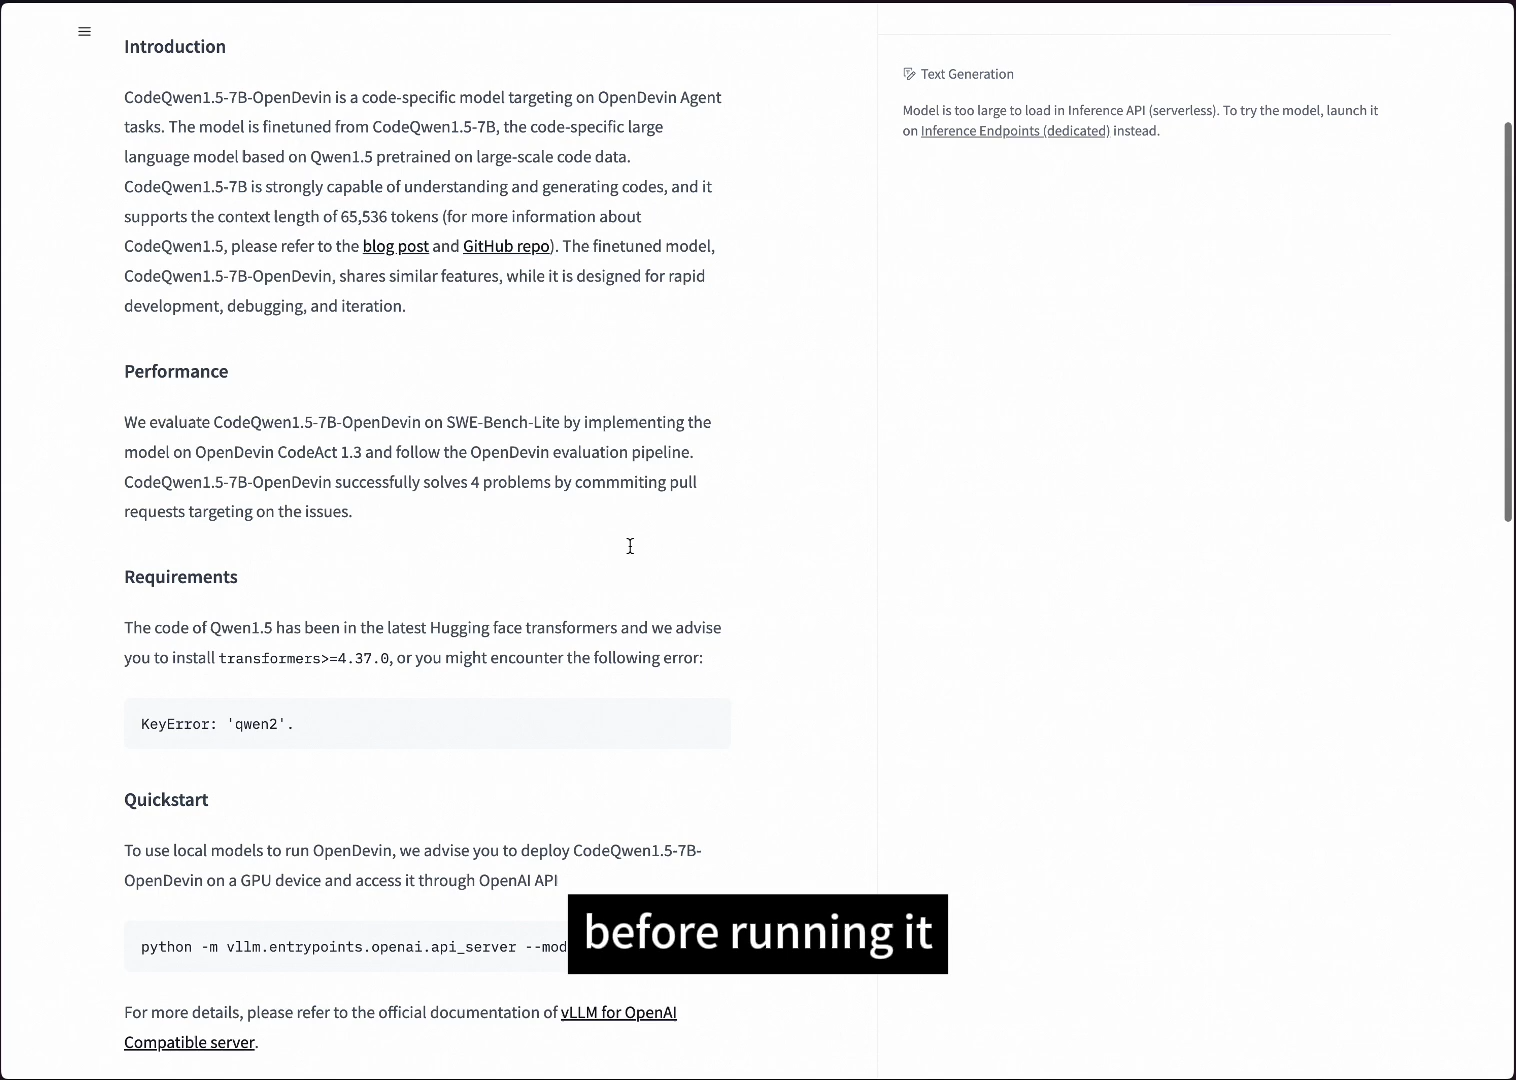 Introduction
CodeQwen1.5-7B-OpenDevin is a code-specific model targeting on OpenDevin Agent
tasks. The model is finetuned from CodeQwen1.5-7B, the code-specific large
language model based on Qwen1.5 pretrained on large-scale code data.
CodeQwen1.5-7B is strongly capable of understanding and generating codes, and it
supports the context length of 65,536 tokens (for more information about
CodeQwen1.5, please refer to the blog post and GitHub repo). The finetuned model,
CodeQwen1.5-7B-OpenDevin, shares similar features, while it is designed for rapid
development, debugging, and iteration.
Performance
We evaluate CodeQwen1.5-7B-OpenDevin on SWE-Bench-Lite by implementing the
model on OpenDevin CodeAct 1.3 and follow the OpenDevin evaluation pipeline.
CodeQwen1.5-7B-OpenDevin successfully solves 4 problems by commmiting pull
requests targeting on the issues.
Requirements
The code of Qwen1.5 has been in the latest Hugging face transformers and we advise
you to install transformers>=4.37.0, or you might encounter the following error:
KeyError: 'qwen2'.
Quickstart
To use local models to run OpenDevin, we advise you to deploy CodeQwen1.5-7B-
OpenDevin on a GPU device and access it through OpenAI API
python -m vllm.entrypoints.openai.api_server --mod
before running it
For more details, please refer to the official documentation of vLLM for OpenAI
Compatible server.
Text Generation
Model is too large to load in Inference API (serverless). To try the model, launch it
on Inference Endpoints (dedicated) instead.